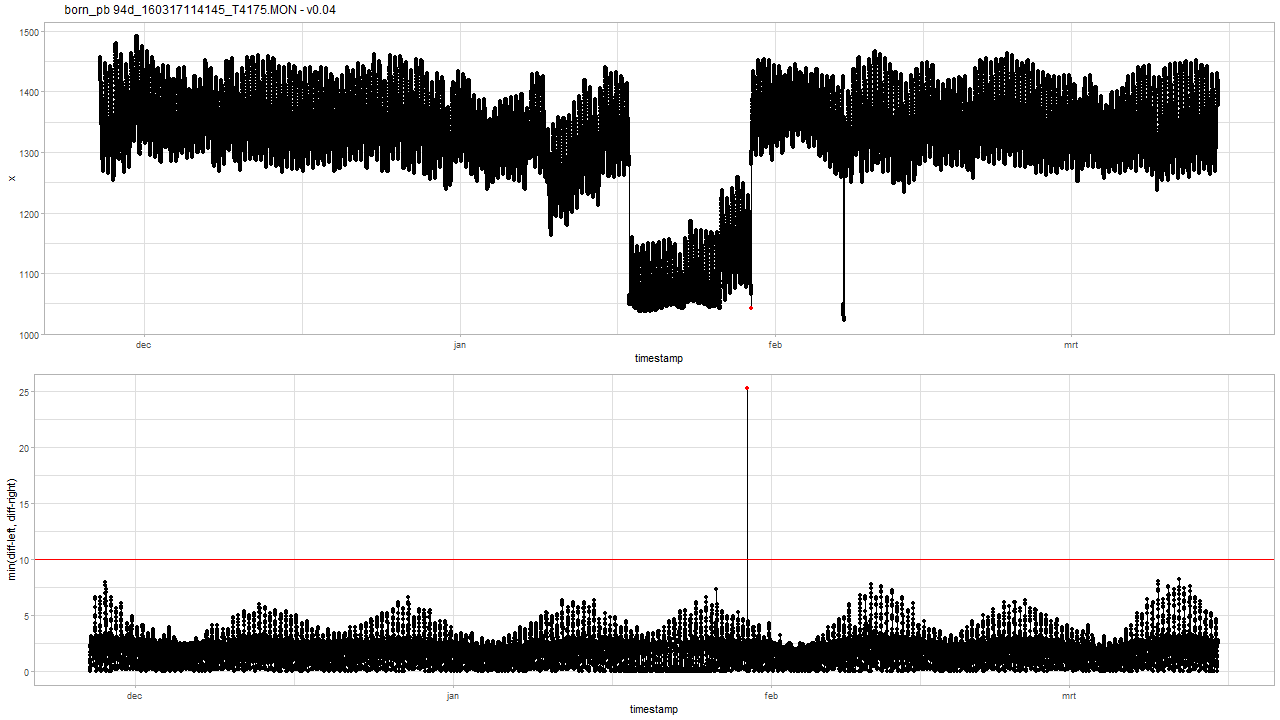 born_pb 94d_160317114145_T4175.MON - v0.04
1500
1400
1300
1200
1100
1000
x
dec jan feb mrt
timestamp
25
20
15
10
5
0
min(diff-left, diff-right)
dec jan feb mrt
timestamp